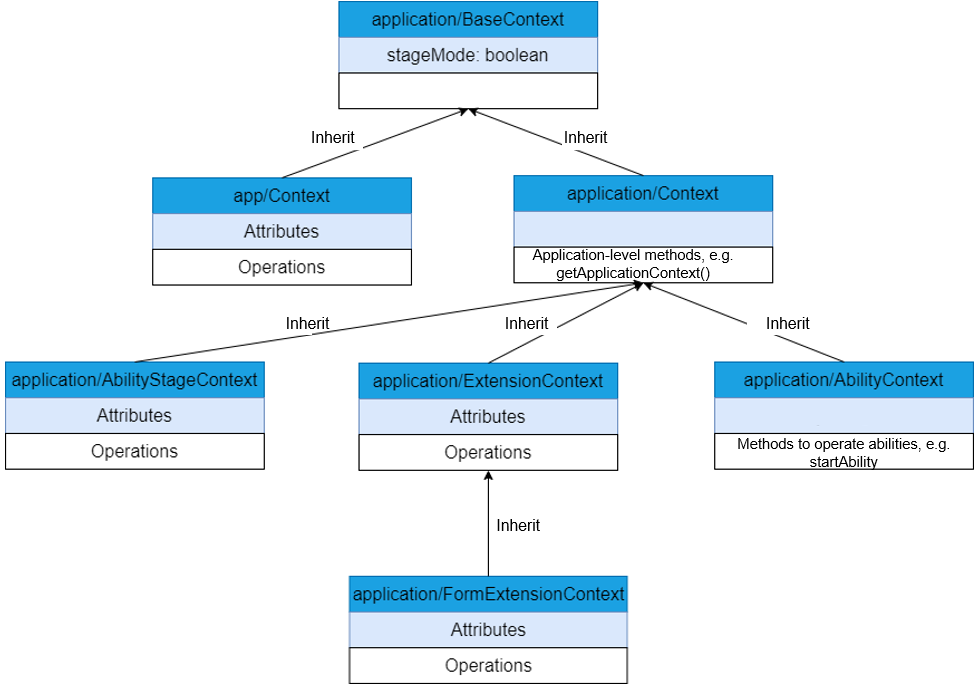 application/BaseContext
stageMode: boolean
Inherit
Inherit
app/Context
Attributes
Operations
application/Context
Application-level methods, e.g.
getApplicationContext()
Inherit
Inherit
Inherit
application/AbilityStageContext
Attributes
Operations
application/ExtensionContext
Attributes
Operations
application/AbilityContext
Methods to operate abilities, e.g.
startAbility
Inherit
application/FormExtensionContext
Attributes
Operations